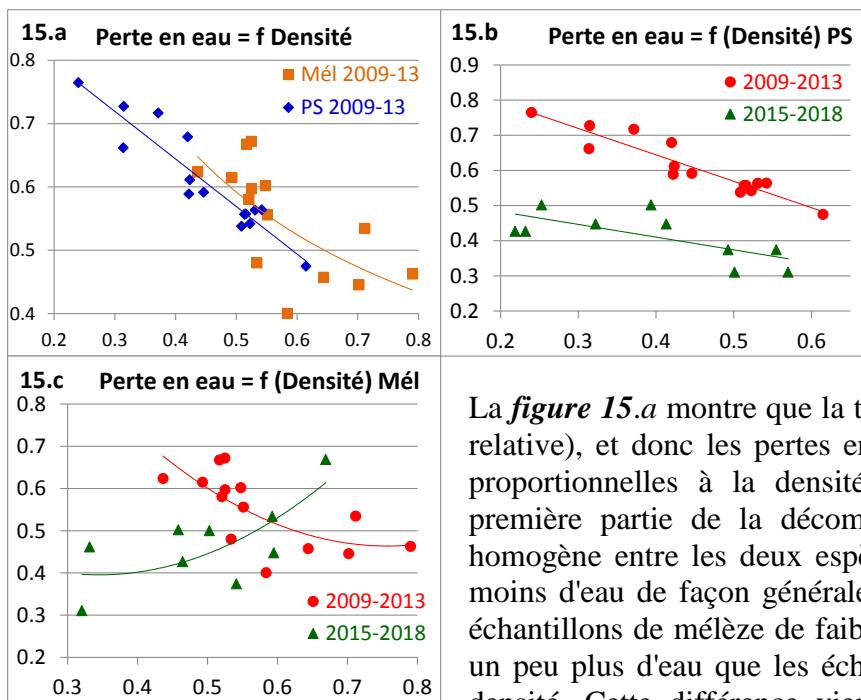 15.a Perte en eau = f Densité
Mél 2009-13
PS 2009-13
0.8
0.7
0.6
0.5
0.4
0.2 0.3 0.4 0.5 0.6 0.7 0.8
15.b Perte en eau = f (Densité) PS
2009-2013
2015-2018
0.9
0.8
0.7
0.6
0.5
0.4
0.3
0.2
0.2 0.3 0.4 0.5 0.6
15.c Perte en eau = f (Densité) Mél
0.8
0.7
0.6
0.5
0.4
0.3
0.2
2009-2013
2015-2018
0.3 0.4 0.5 0.6 0.7 0.8
La figure 15.a montre que la t
relative), et donc les pertes en
proportionnelles à la densité
première partie de la décom
homogène entre les deux espè
moins d'eau de façon générale
échantillons de mélèze de faib
un peu plus d'eau que les éch
densité. Cette différence vic